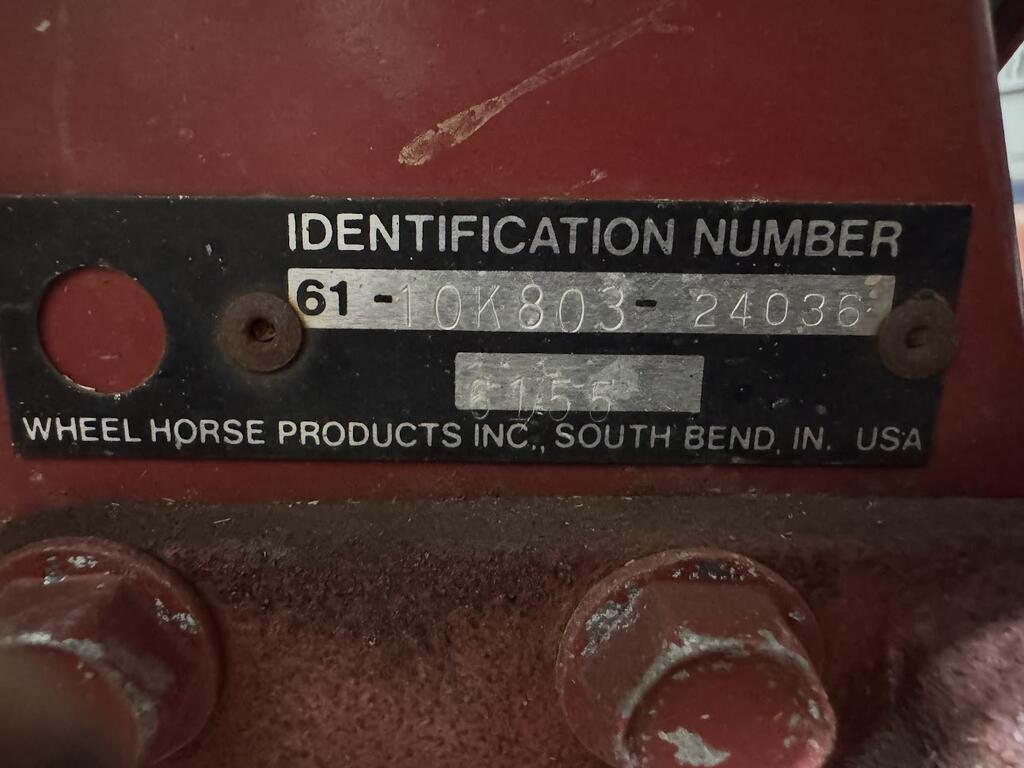 IDENTIFICATION NUMBER
61-10K803-24036
6155
WHEEL HORSE PRODUCTS INC., SOUTH BEND, IN. USA